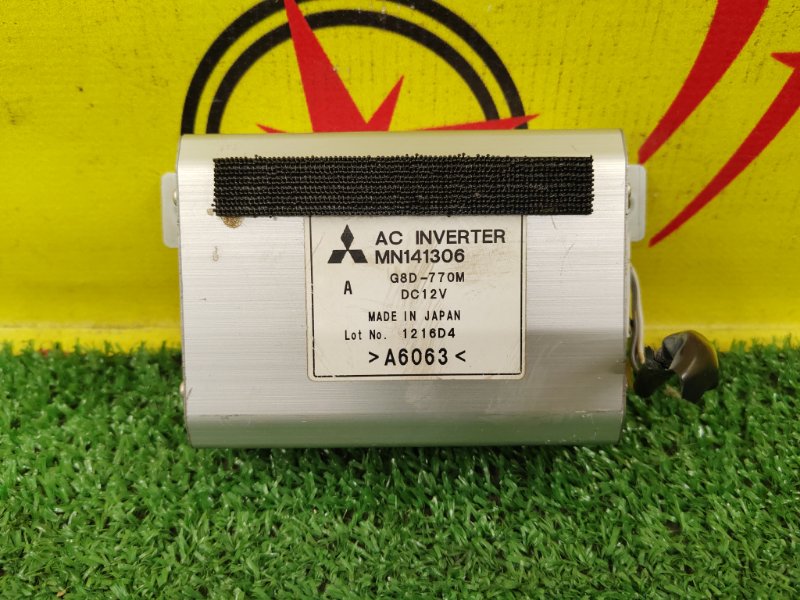 AC INVERTER
MN141306
A
G8D-770M
DC12V
MADE IN JAPAN
Lot No. 1216D4
>A6063<